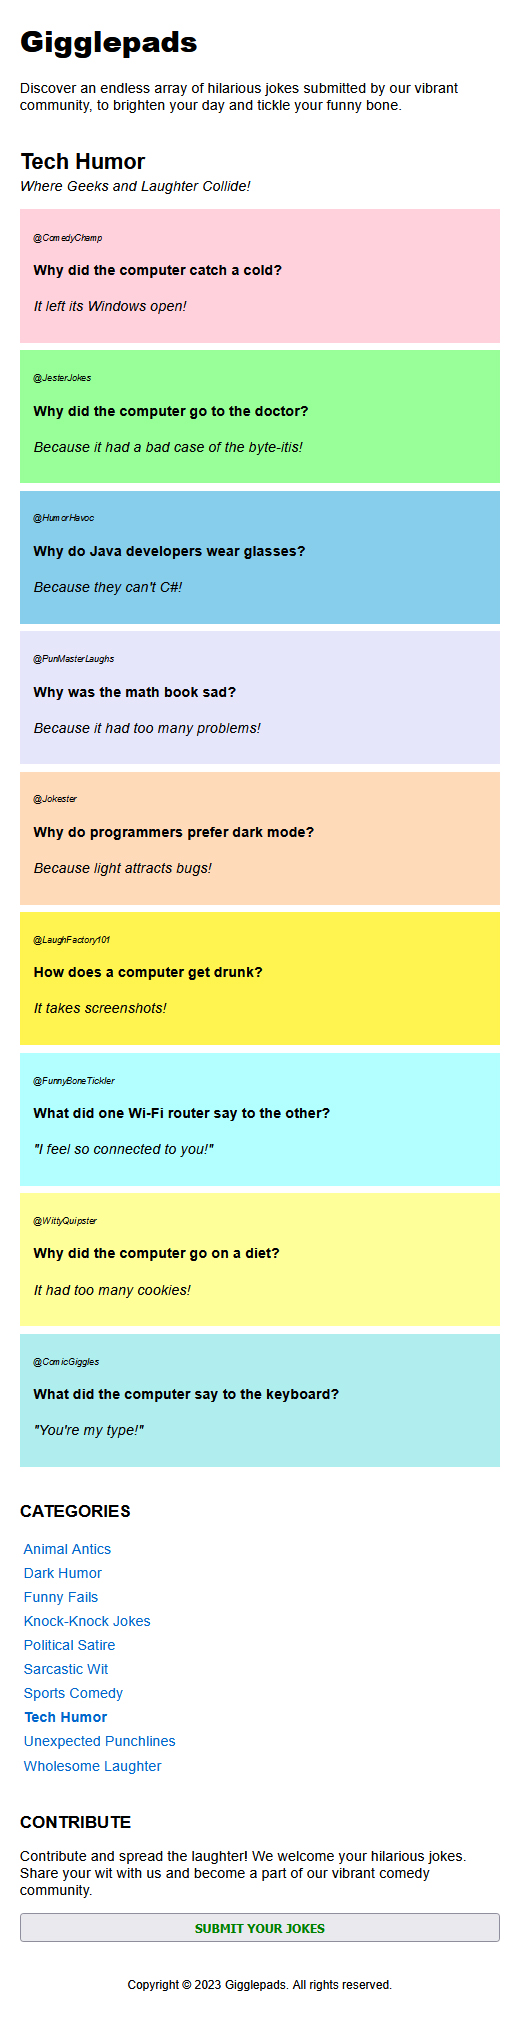 Gigglepads
Discover an endless array of hilarious jokes submitted by our vibrant
community, to brighten your day and tickle your funny bone.
Tech Humor
Where Geeks and Laughter Collide!
@ComedyChamp
Why did the computer catch a cold?
It left its Windows open!
@JesterJokes
Why did the computer go to the doctor?
Because it had a bad case of the byte-itis!
@HumorHavoc
Why do Java developers wear glasses?
Because they can't C#!
@PunMasterLaughs
Why was the math book sad?
Because it had too many problems!
@Jokester
Why do programmers prefer dark mode?
Because light attracts bugs!
@LaughFactory101
How does a computer get drunk?
It takes screenshots!
@FunnyBoneTickler
What did one Wi-Fi router say to the other?
"I feel so connected to you!"
@WittyQuipster
Why did the computer go on a diet?
It had too many cookies!
@ComicGiggles
What did the computer say to the keyboard?
"You're my type!"
CATEGORIES
Animal Antics
Dark Humor
Funny Fails
Knock-Knock Jokes
Political Satire
Sarcastic Wit
Sports Comedy
Tech Humor
Unexpected Punchlines
Wholesome Laughter
CONTRIBUTE
Contribute and spread the laughter! We welcome your hilarious jokes.
Share your wit with us and become a part of our vibrant comedy
community.
SUBMIT YOUR JOKES
Copyright © 2023 Gigglepads. All rights reserved.